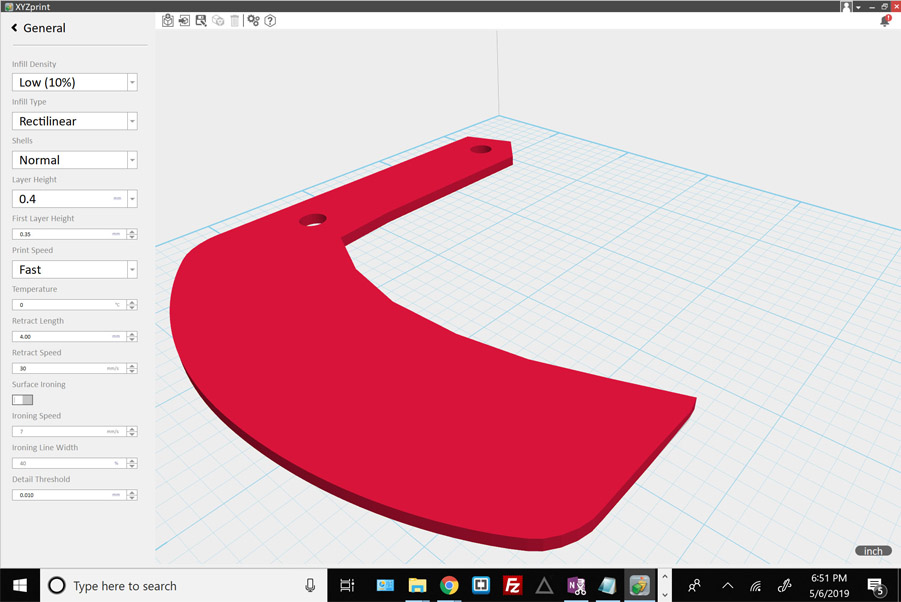 XYZprint
General
Infill Density
Low (10%)
Infill Type
Rectilinear
Shells
Normal
Layer Height
0.4 mm
First Layer Height
0.35 mm
Print Speed
Fast
Temperature
0 °C
Retract Length
4.00 mm
Retract Speed
30 mm/s
Surface Ironing
Ironing Speed
7 mm/s
Ironing Line Width
40 %
Detail Threshold
0.010 mm
inch
Type here to search
Fz
N
6:51 PM
5/6/2019
5